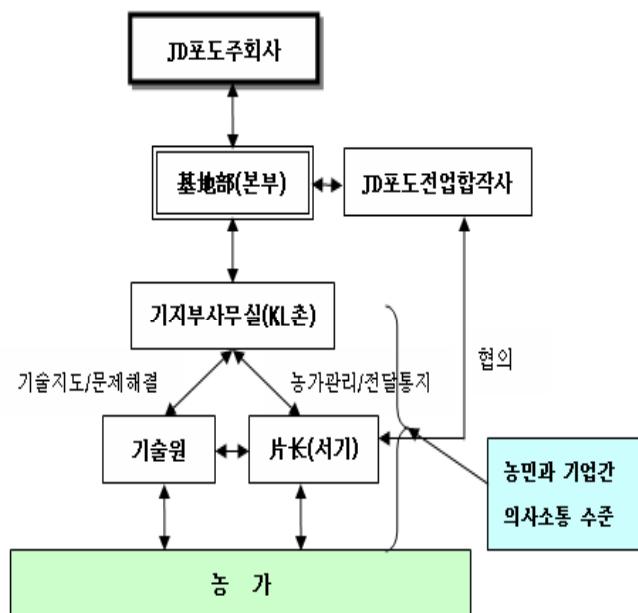 JD포도주회사
基地部(본부)
JD포도전업합작사
기지부사무실(KL촌)
협의
기술지도/문제해결
농가관리/전달통지
기술원
片长(서기)
농민과 기업간
의사소통 수준
농 가